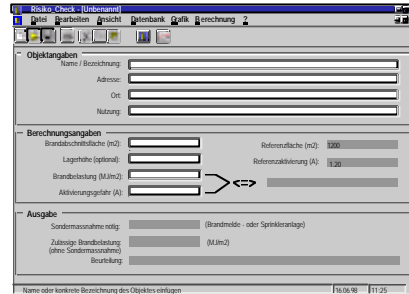 Risiko_Check - [Unbenannt]
Datei Bearbeiten Ansicht Datenbank Grafik Berechnung ?
Objektangaben
Name / Bezeichnung:
Adresse:
Ort:
Nutzung:
Berechnungsangaben
Brandabschnittsfläche (m2):
Referenzfläche (m2): 1200
Lagerhöhe (optional):
Referenzaktivierung (A): 1.20
Brandbelastung (MJ/m2):
<=>
Aktivierungsgefahr (A):
Ausgabe
Sondermassnahme nötig: (Brandmelde - oder Sprinkleranlage)
Zulässige Brandbelastung: (MJ/m2)
(ohne Sondermassnahme)
Beurteilung:
Name oder konkrete Bezeichnung des Objektes einfügen 16.06.98 11:25